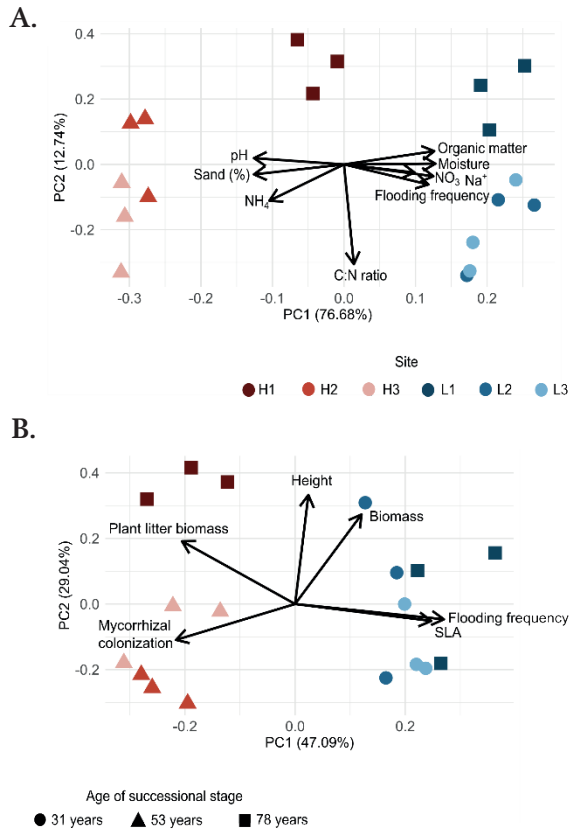 A.
0.4
0.2
0.0
-0.2
PC2 (12.74%)
pH
Sand (%)
NH₄
Organic matter
Moisture
NO₃ Na⁺
Flooding frequency
C:N ratio
-0.3 -0.2 -0.1 0.0 0.1 0.2
PC1 (76.68%)
Site
H1 H2 H3 L1 L2 L3
B.
0.4
0.2
0.0
-0.2
PC2 (29.04%)
Height
Biomass
Plant litter biomass
Flooding frequency
SLA
Mycorrhizal
colonization
-0.2 0.0 0.2
PC1 (47.09%)
Age of successional stage
31 years 53 years 78 years